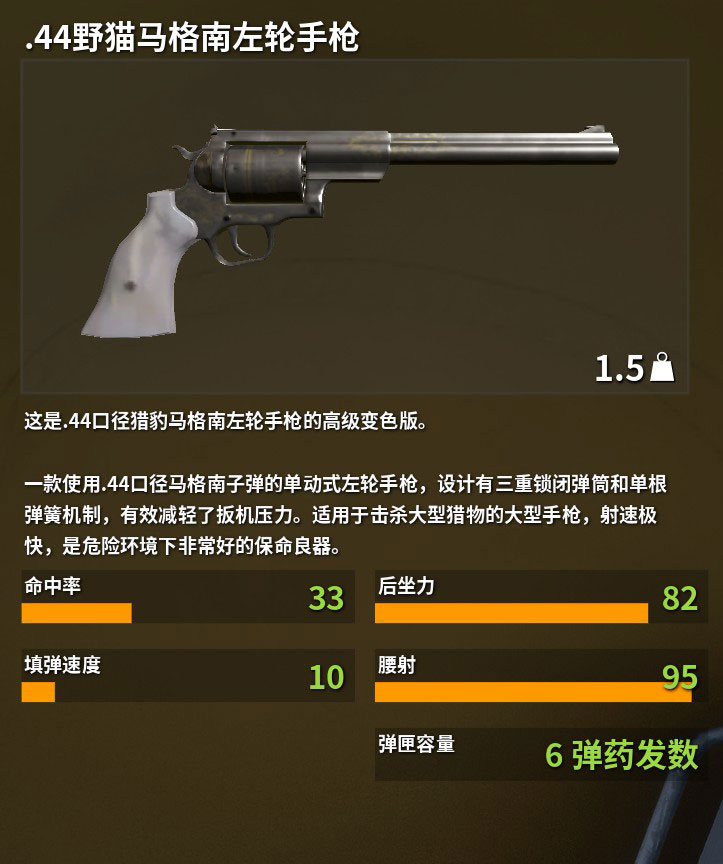 .44野猫马格南左轮手枪
1.5
这是.44口径猎豹马格南左轮手枪的高级变色版。
一款使用.44口径马格南子弹的单动式左轮手枪，设计有三重锁闭弹筒和单根
弹簧机制，有效减轻了扳机压力。适用于击杀大型猎物的大型手枪，射速极
快，是危险环境下非常好的保命良器。
命中率 33
后坐力 82
填弹速度 10
腰射 95
弹匣容量 6 弹药发数